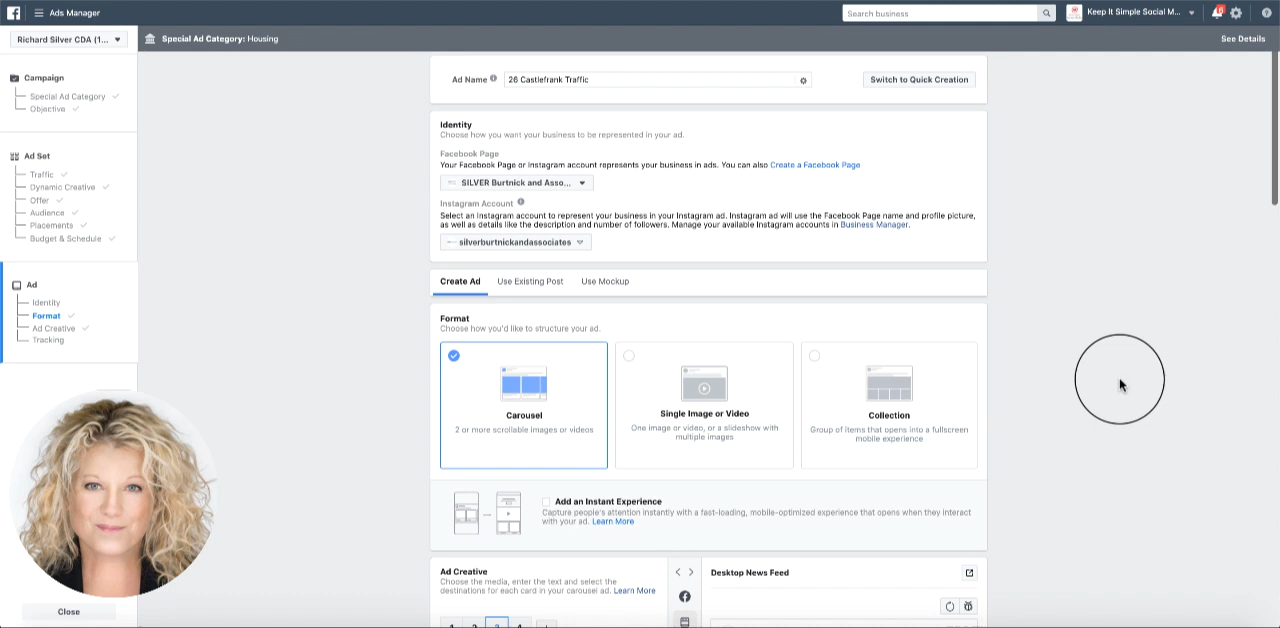 Ads Manager
Search business
Keep It Simple Social M...
Richard Silver CDA (1...
Special Ad Category: Housing
See Details
Campaign
Special Ad Category
Objective
Ad Set
Traffic
Dynamic Creative
Offer
Audience
Placements
Budget & Schedule
Ad
Identity
Format
Ad Creative
Tracking
Close
Ad Name
26 Castlefrank Traffic
Switch to Quick Creation
Identity
Choose how you want your business to be represented in your ad.
Facebook Page
Your Facebook Page or Instagram account represents your business in ads. You can also Create a Facebook Page
SILVER Burtnick and Asso...
Instagram Account
Select an Instagram account to represent your business in your Instagram ad. Instagram ad will use the Facebook Page name and profile picture,
as well as details like the description and number of followers. Manage your available Instagram accounts in Business Manager.
silverburtnickandassociates
Create Ad
Use Existing Post
Use Mockup
Format
Choose how you'd like to structure your ad.
Carousel
2 or more scrollable images or videos
Single Image or Video
One image or video, or a slideshow with
multiple images
Collection
Group of items that opens into a fullscreen
mobile experience
Add an Instant Experience
Capture people's attention instantly with a fast-loading, mobile-optimized experience that opens when they interact
with your ad. Learn More
Ad Creative
Choose the media, enter the text and select the
destinations for each card in your carousel ad. Learn More
Desktop News Feed